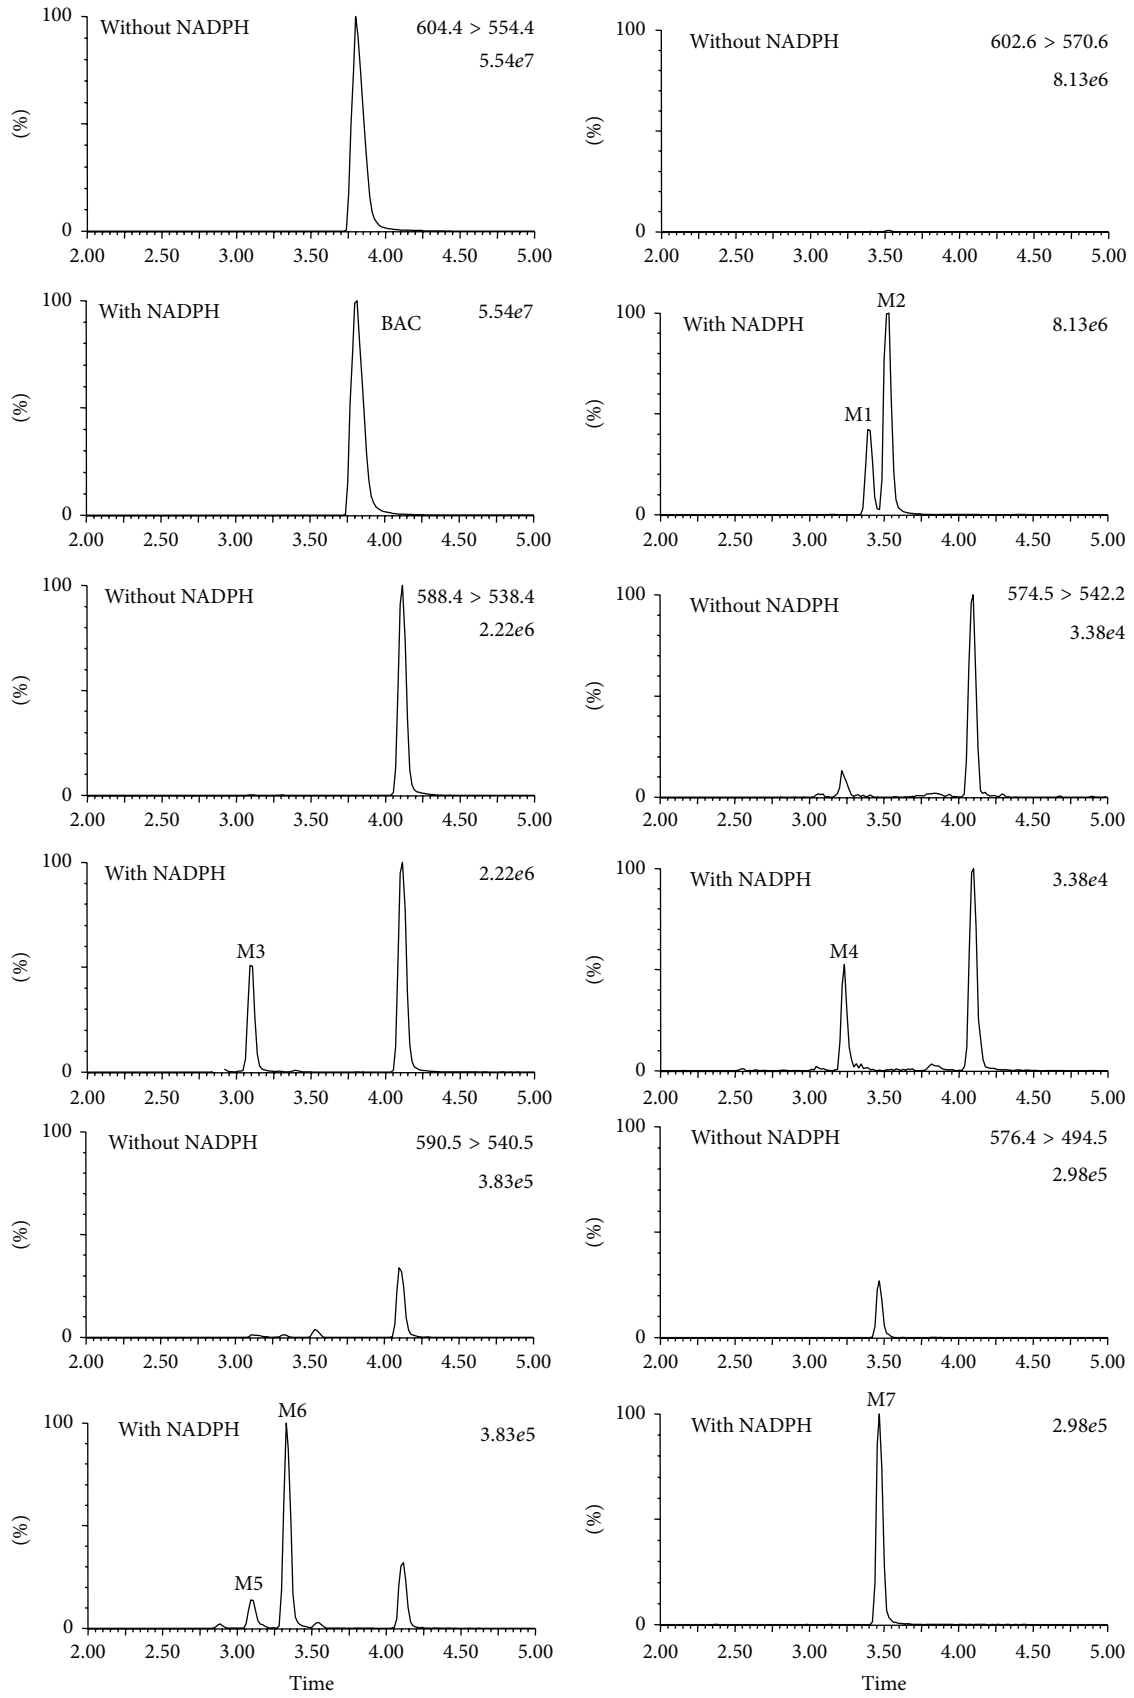 100
Without NADPH
604.4 > 554.4
5.54e7
(%)
0
2.00 2.50 3.00 3.50 4.00 4.50 5.00
100
Without NADPH
602.6 > 570.6
8.13e6
(%)
0
2.00 2.50 3.00 3.50 4.00 4.50 5.00
100
With NADPH
5.54e7
BAC
(%)
0
2.00 2.50 3.00 3.50 4.00 4.50 5.00
M2
100
With NADPH
8.13e6
M1
(%)
0
2.00 2.50 3.00 3.50 4.00 4.50 5.00
100
Without NADPH
588.4 > 538.4
2.22e6
(%)
0
2.00 2.50 3.00 3.50 4.00 4.50 5.00
100
Without NADPH
574.5 > 542.2
3.38e4
(%)
0
2.00 2.50 3.00 3.50 4.00 4.50 5.00
100
With NADPH
2.22e6
M3
(%)
0
2.00 2.50 3.00 3.50 4.00 4.50 5.00
100
With NADPH
3.38e4
M4
(%)
0
2.00 2.50 3.00 3.50 4.00 4.50 5.00
100
Without NADPH
590.5 > 540.5
3.83e5
(%)
0
2.00 2.50 3.00 3.50 4.00 4.50 5.00
100
Without NADPH
576.4 > 494.5
2.98e5
(%)
0
2.00 2.50 3.00 3.50 4.00 4.50 5.00
M6
100
With NADPH
3.83e5
M5
(%)
0
2.00 2.50 3.00 3.50 4.00 4.50 5.00
Time
M7
100
With NADPH
2.98e5
(%)
0
2.00 2.50 3.00 3.50 4.00 4.50 5.00
Time